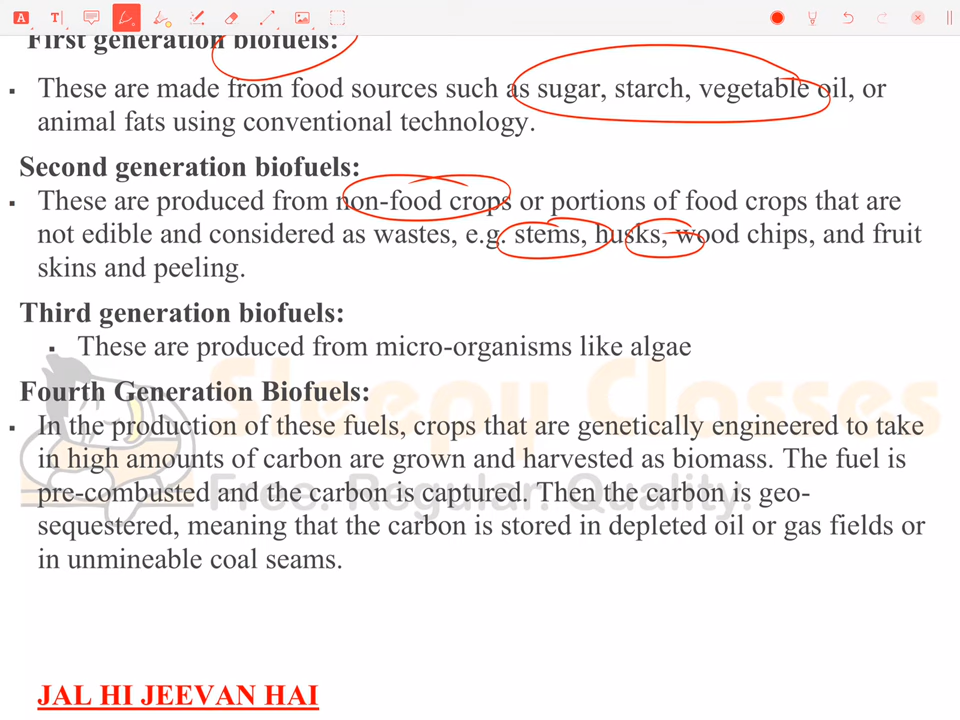 First generation biofuels:
▪ These are made from food sources such as sugar, starch, vegetable oil, or
animal fats using conventional technology.
Second generation biofuels:
▪ These are produced from non-food crops or portions of food crops that are
not edible and considered as wastes, e.g. stems, husks, wood chips, and fruit
skins and peeling.
Third generation biofuels:
▪ These are produced from micro-organisms like algae
Sleepy Classes
Fourth Generation Biofuels:
▪ In the production of these fuels, crops that are genetically engineered to take
in high amounts of carbon are grown and harvested as biomass. The fuel is
Free. Regular. Quality.
pre-combusted and the carbon is captured. Then the carbon is geo-
sequestered, meaning that the carbon is stored in depleted oil or gas fields or
in unmineable coal seams.
JAL HI JEEVAN HAI